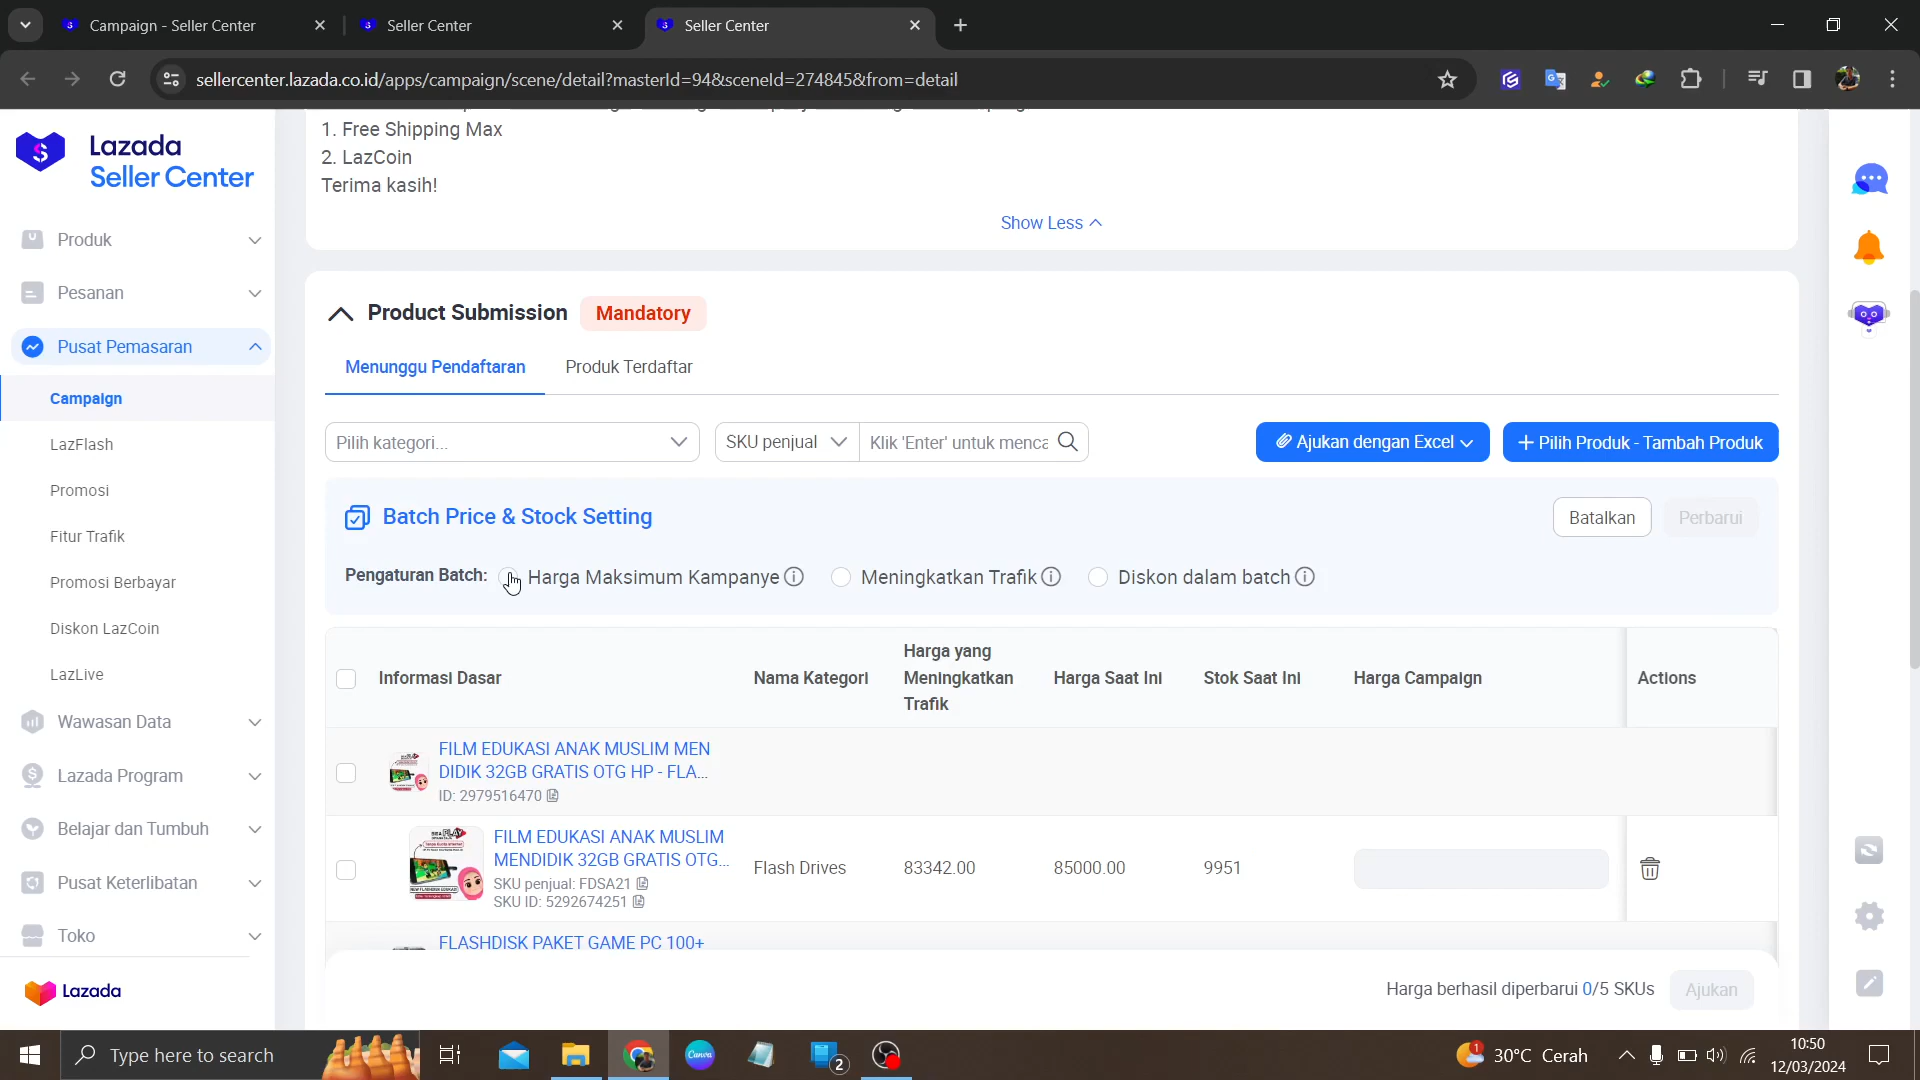 Campaign - Seller Center
Seller Center
Seller Center
sellercenter.lazada.co.id/apps/campaign/scene/detail?masterId=94&sceneId=274845&from=detail
Lazada
Seller Center
Produk
Pesanan
Pusat Pemasaran
Campaign
LazFlash
Promosi
Fitur Trafik
Promosi Berbayar
Diskon LazCoin
LazLive
Wawasan Data
Lazada Program
Belajar dan Tumbuh
Pusat Keterlibatan
Toko
Lazada
1. Free Shipping Max
2. LazCoin
Terima kasih!
Show Less
Product Submission Mandatory
Menunggu Pendaftaran Produk Terdaftar
Pilih kategori... SKU penjual Klik 'Enter' untuk menca Ajukan dengan Excel + Pilih Produk - Tambah Produk
Batch Price & Stock Setting Batalkan Perbarui
Pengaturan Batch: Harga Maksimum Kampanye Meningkatkan Trafik Diskon dalam batch
Informasi Dasar Nama Kategori Harga yang Meningkatkan Trafik Harga Saat Ini Stok Saat Ini Harga Campaign Actions
FILM EDUKASI ANAK MUSLIM MEN
DIDIK 32GB GRATIS OTG HP - FLA...
ID: 2979516470
FILM EDUKASI ANAK MUSLIM
MENDIDIK 32GB GRATIS OTG...
SKU penjual: FDSA21
SKU ID: 5292674251
Flash Drives 83342.00 85000.00 9951
FLASHDISK PAKET GAME PC 100+
Harga berhasil diperbarui 0/5 SKUs Ajukan
Type here to search
Canva
2
1
30°C Cerah
10:50
12/03/2024